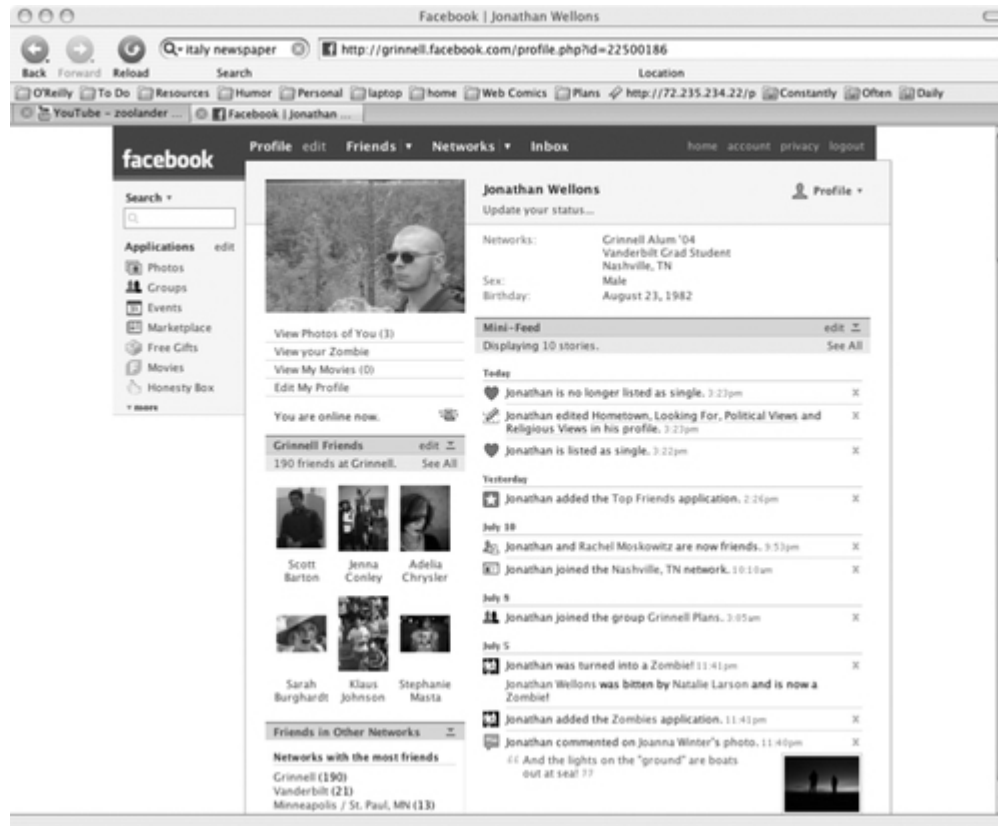 Facebook | Jonathan Wellons
italy newspaper
http://grinnell.facebook.com/profile.php?id=22500186
Back Forward Reload Search Location
O'Reilly To Do Resources Humor Personal laptop home Web Comics Plans http://72.235.234.22/p Constantly Often Daily
YouTube - zoolander ... Facebook | Jonathan ...
facebook
Profile edit Friends Networks Inbox home account privacy logout
Search
Applications edit
Photos
Groups
Events
Marketplace
Free Gifts
Movies
Honesty Box
more
View Photos of You (3)
View your Zombie
View My Movies (0)
Edit My Profile
You are online now.
Grinnell Friends edit
190 friends at Grinnell. See All
Scott Barton
Jenna Conley
Adelia Chrysler
Sarah Burghardt
Klaus Johnson
Stephanie Masta
Friends in Other Networks
Networks with the most friends
Grinnell (190)
Vanderbilt (21)
Minneapolis / St. Paul, MN (13)
Jonathan Wellons
Profile
Update your status...
Networks: Grinnell Alum '04
Vanderbilt Grad Student
Nashville, TN
Sex: Male
Birthday: August 23, 1982
Mini-Feed edit
Displaying 10 stories. See All
Today
Jonathan is no longer listed as single. 3:23pm
Jonathan edited Hometown, Looking For, Political Views and
Religious Views in his profile. 3:23pm
Jonathan is listed as single. 3:22pm
Yesterday
Jonathan added the Top Friends application. 2:26pm
July 10
Jonathan and Rachel Moskowitz are now friends. 3:53pm
Jonathan joined the Nashville, TN network. 10:10am
July 9
Jonathan joined the group Grinnell Plans. 3:05am
July 5
Jonathan was turned into a Zombie! 11:41pm
Jonathan Wellons was bitten by Natalie Larson and is now a
Zombie!
Jonathan added the Zombies application. 11:41pm
Jonathan commented on Joanna Winter's photo. 11:40pm
“ And the lights on the "ground" are boats
out at sea! ”